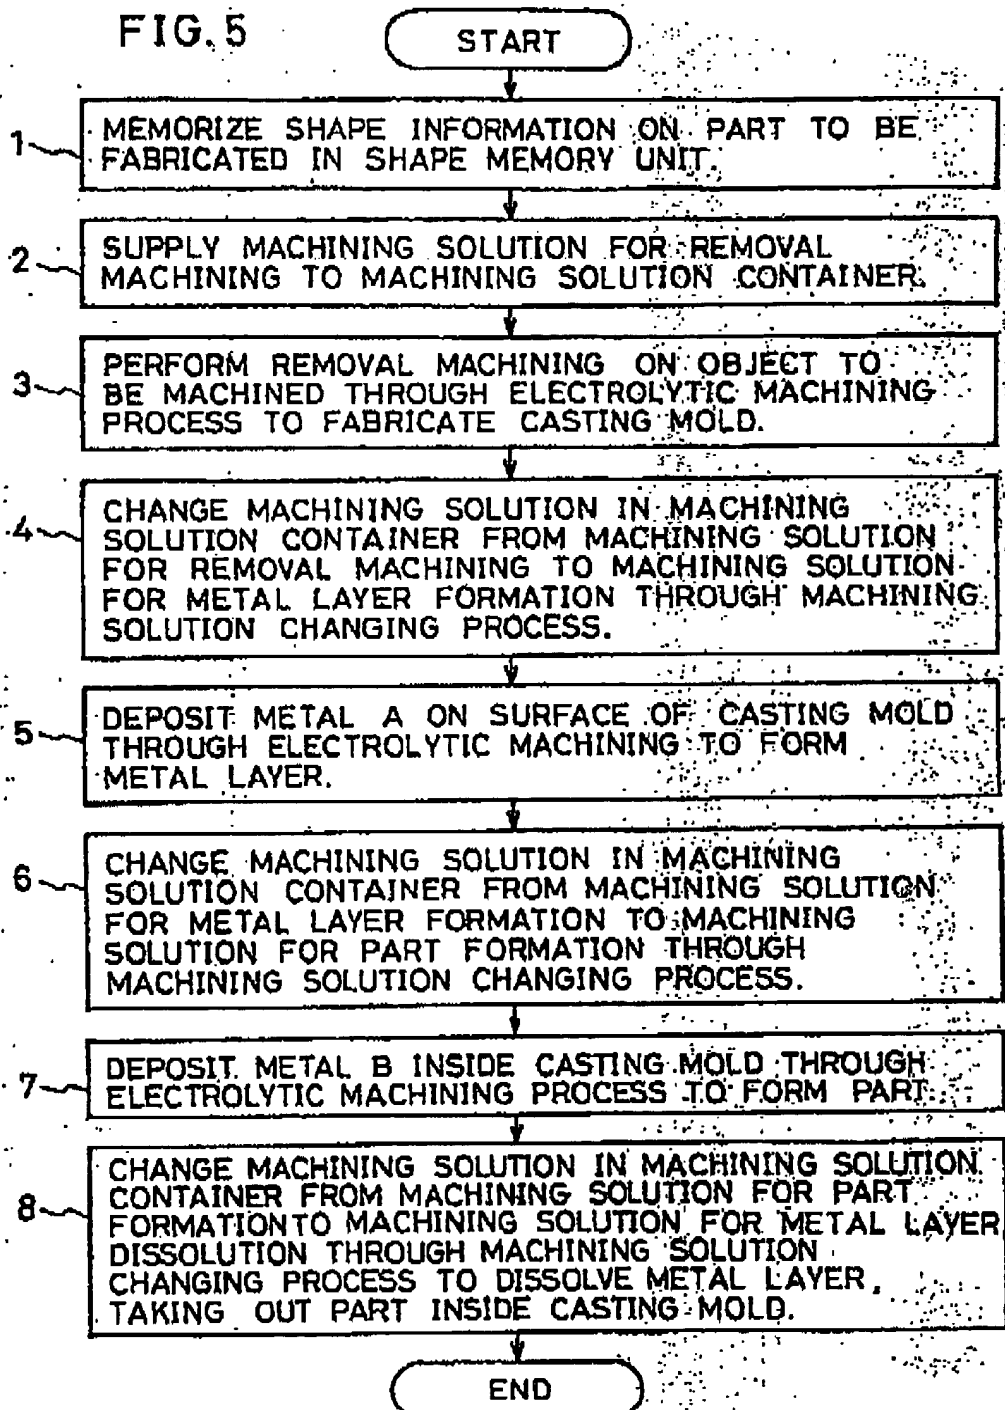 FIG. 5
START
1
MEMORIZE SHAPE INFORMATION ON PART TO BE
FABRICATED IN SHAPE MEMORY UNIT.
2
SUPPLY MACHINING SOLUTION FOR REMOVAL
MACHINING TO MACHINING SOLUTION CONTAINER.
3
PERFORM REMOVAL MACHINING ON OBJECT TO
BE MACHINED THROUGH ELECTROLYTIC MACHINING
PROCESS TO FABRICATE CASTING MOLD.
4
CHANGE MACHINING SOLUTION IN MACHINING
SOLUTION CONTAINER FROM MACHINING SOLUTION
FOR REMOVAL MACHINING TO MACHINING SOLUTION
FOR METAL LAYER FORMATION THROUGH MACHINING
SOLUTION CHANGING PROCESS.
5
DEPOSIT METAL A ON SURFACE OF CASTING MOLD
THROUGH ELECTROLYTIC MACHINING TO FORM
METAL LAYER.
6
CHANGE MACHINING SOLUTION IN MACHINING
SOLUTION CONTAINER FROM MACHINING SOLUTION
FOR METAL LAYER FORMATION TO MACHINING
SOLUTION FOR PART FORMATION THROUGH
MACHINING SOLUTION CHANGING PROCESS.
7
DEPOSIT METAL B INSIDE CASTING MOLD THROUGH
ELECTROLYTIC MACHINING PROCESS TO FORM PART.
8
CHANGE MACHINING SOLUTION IN MACHINING SOLUTION
CONTAINER FROM MACHINING SOLUTION FOR PART
FORMATION TO MACHINING SOLUTION FOR METAL LAYER
DISSOLUTION THROUGH MACHINING SOLUTION
CHANGING PROCESS TO DISSOLVE METAL LAYER,
TAKING OUT PART INSIDE CASTING MOLD.
END